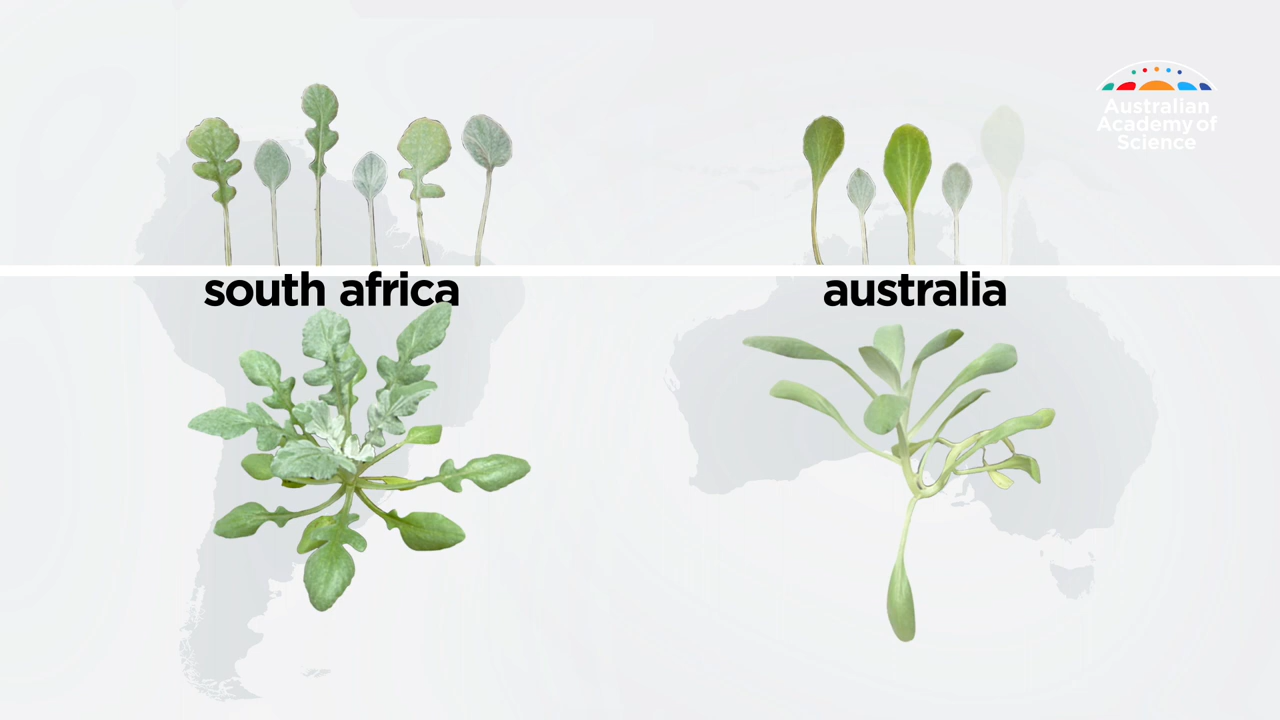 Australian
Academy of
Science
south africa
australia